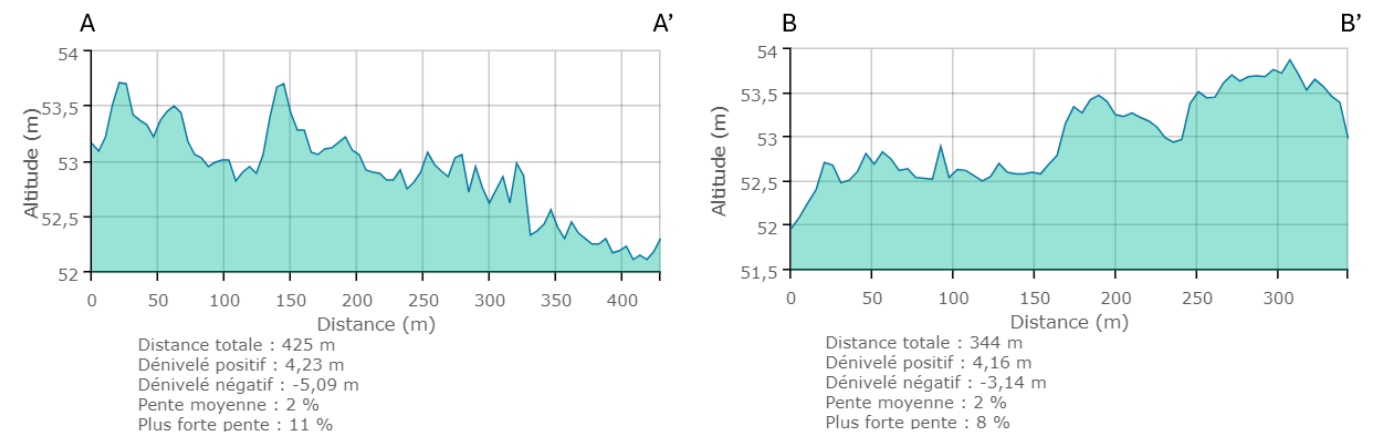 A A’
54
53,5
53
52,5
52
Altitude (m)
0 50 100 150 200 250 300 350 400
Distance (m)
Distance totale : 425 m
Dénivelé positif : 4,23 m
Dénivelé négatif : -5,09 m
Pente moyenne : 2 %
Plus forte pente : 11 %
B B’
54
53,5
53
52,5
52
51,5
Altitude (m)
0 50 100 150 200 250 300
Distance (m)
Distance totale : 344 m
Dénivelé positif : 4,16 m
Dénivelé négatif : -3,14 m
Pente moyenne : 2 %
Plus forte pente : 8 %